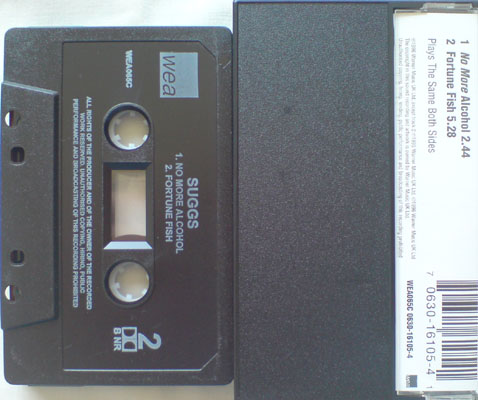 wea
WEA065C
SUGGS
1. NO MORE ALCOHOL
2. FORTUNE FISH
2
B NR
ALL RIGHTS OF THE PRODUCER AND OF THE OWNER OF THE RECORDED
WORK RESERVED. UNAUTHORISED COPYING, HIRING, PUBLIC
PERFORMANCE AND BROADCASTING OF THIS RECORDING PROHIBITED
1 No More Alcohol 2.44
2 Fortune Fish 5.28
Plays The Same Both Sides
WEA065C 0630-16105-4
7 0630-16105-4 1